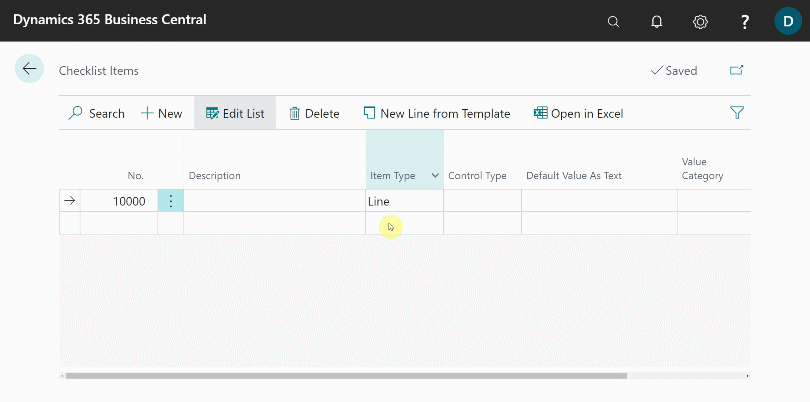 Dynamics 365 Business Central
?
D
Checklist Items
Saved
Search
New
Edit List
Delete
New Line from Template
Open in Excel
No.
Description
Item Type
Control Type
Default Value As Text
Value
Category
10000
Line